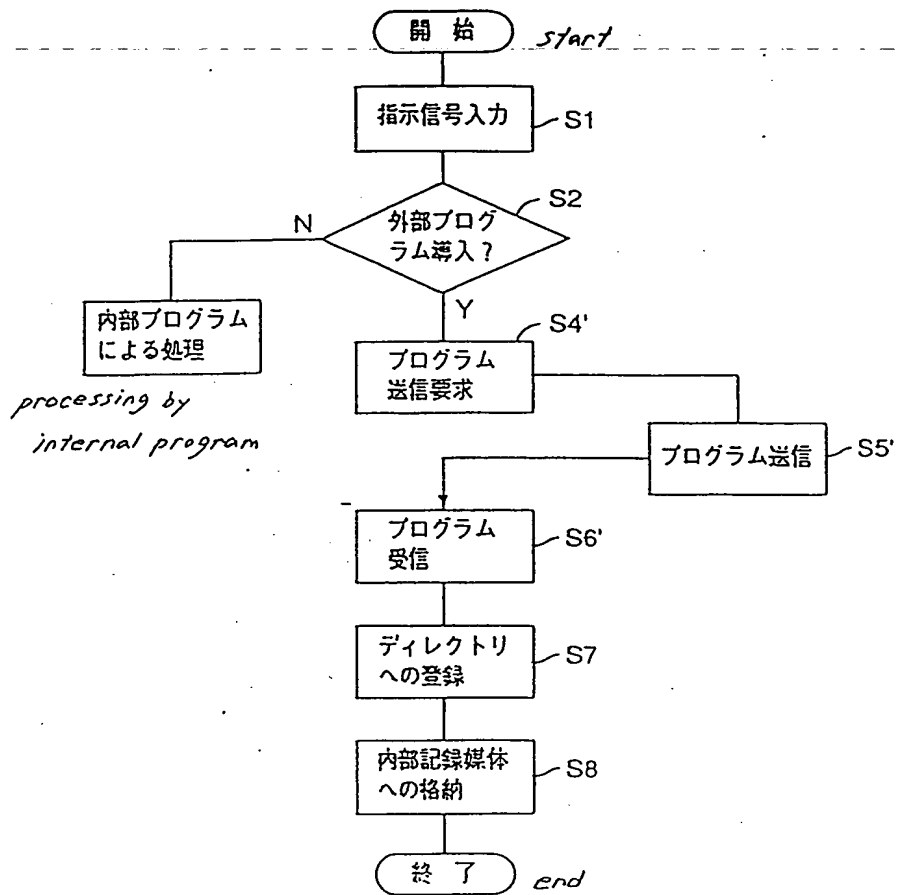 開始
start
指示信号入力
S1
S2
外部プログ
ラム導入?
N
Y
内部プログラム
による処理
processing by
internal program
S4'
プログラム
送信要求
プログラム送信
S5'
プログラム
受信
S6'
ディレクトリ
への登録
S7
内部記録媒体
への格納
S8
終了
end